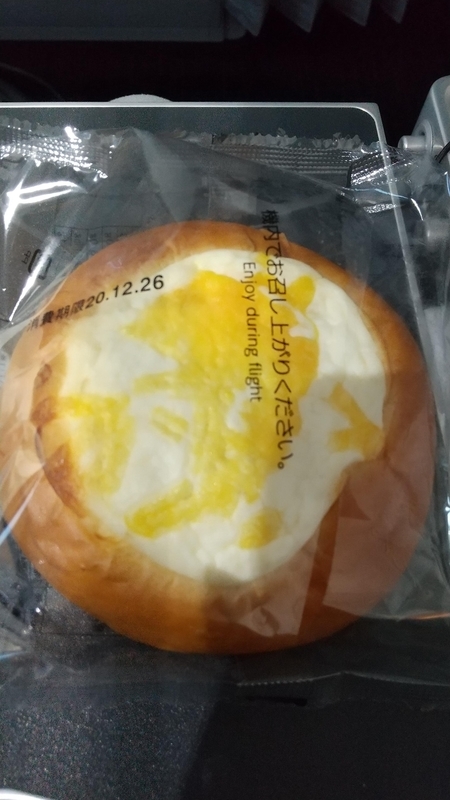 機内でお召し上がりください。
Enjoy during flight
消費期限20.12.26